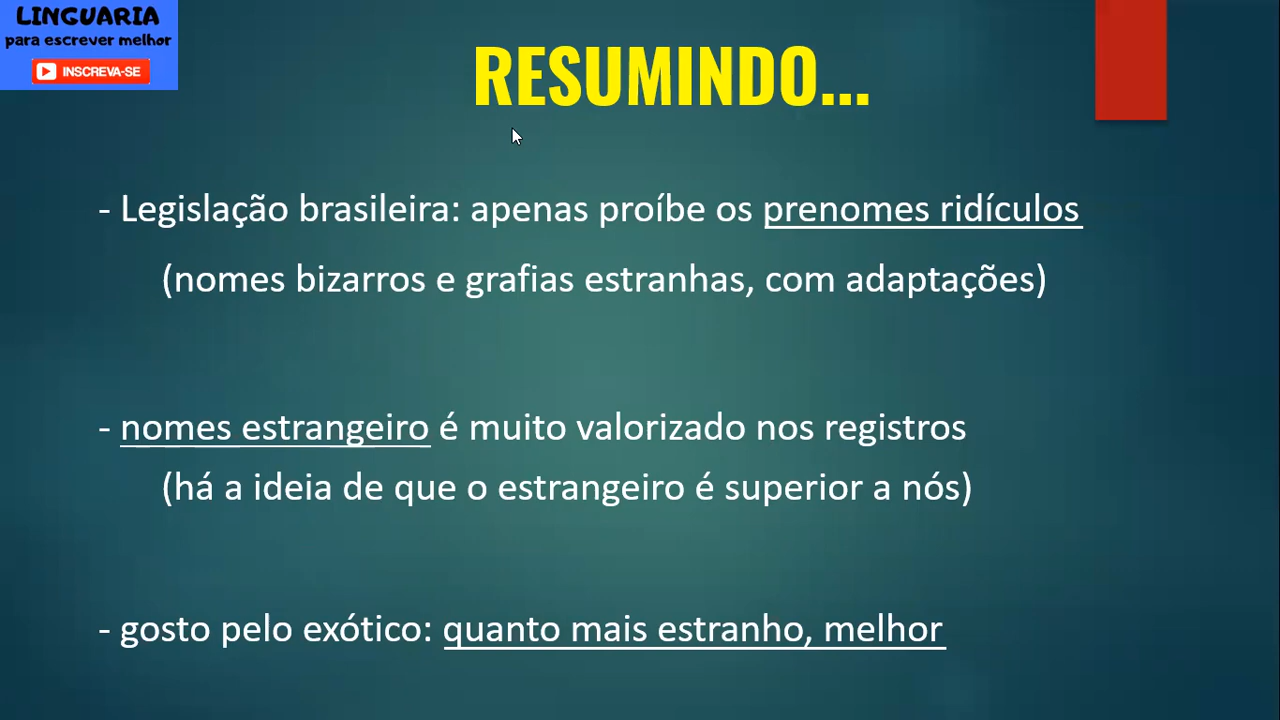 LINGUARIA
para escrever melhor
INSCREVA-SE
RESUMINDO...
- Legislação brasileira: apenas proíbe os prenomes ridículos
(nomes bizarros e grafias estranhas, com adaptações)
- nomes estrangeiro é muito valorizado nos registros
(há a ideia de que o estrangeiro é superior a nós)
- gosto pelo exótico: quanto mais estranho, melhor